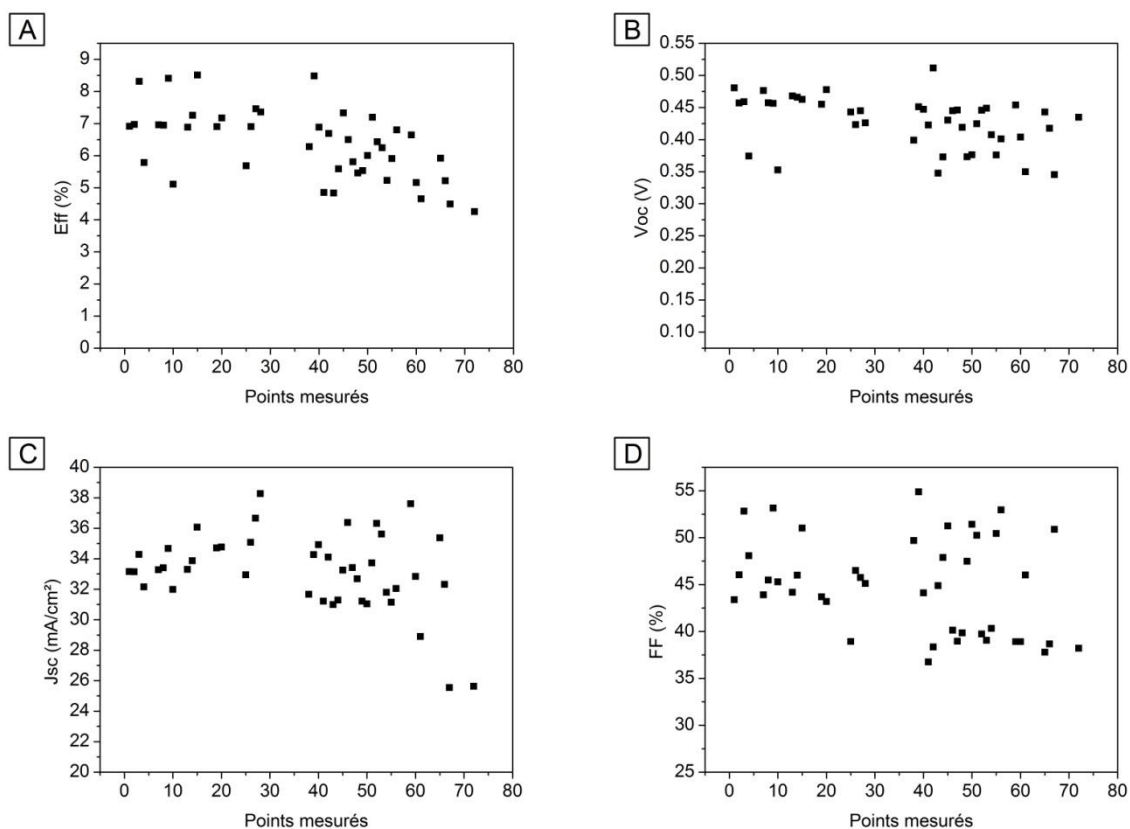 A
Eff (%)
9
8
7
6
5
4
3
2
1
0
0 10 20 30 40 50 60 70 80
Points mesurés
B
Voc (V)
0.55
0.50
0.45
0.40
0.35
0.30
0.25
0.20
0.15
0.10
0 10 20 30 40 50 60 70 80
Points mesurés
C
Jsc (mA/cm²)
40
38
36
34
32
30
28
26
24
22
20
0 10 20 30 40 50 60 70 80
Points mesurés
D
FF (%)
55
50
45
40
35
30
25
0 10 20 30 40 50 60 70 80
Points mesurés